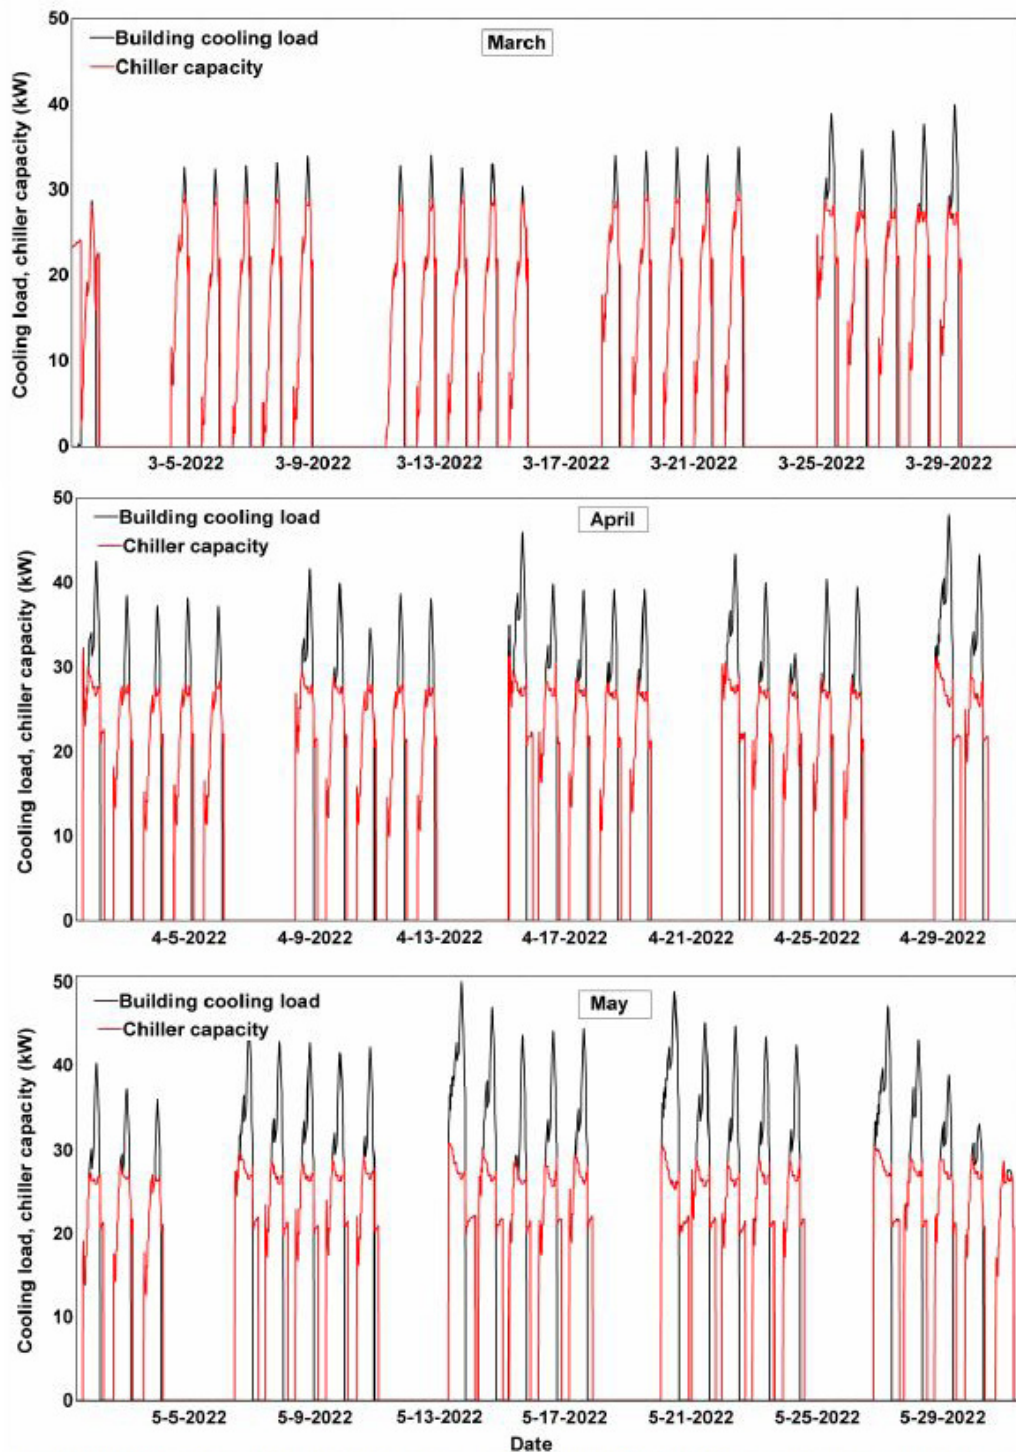 50
Building cooling load
March
Chiller capacity
40
30
20
10
0
Cooling load, chiller capacity (kW)
3-5-2022 3-9-2022 3-13-2022 3-17-2022 3-21-2022 3-25-2022 3-29-2022
50
Building cooling load
April
Chiller capacity
40
30
20
10
0
Cooling load, chiller capacity (kW)
4-5-2022 4-9-2022 4-13-2022 4-17-2022 4-21-2022 4-25-2022 4-29-2022
50
Building cooling load
May
Chiller capacity
40
30
20
10
0
Cooling load, chiller capacity (kW)
5-5-2022 5-9-2022 5-13-2022 5-17-2022 5-21-2022 5-25-2022 5-29-2022
Date